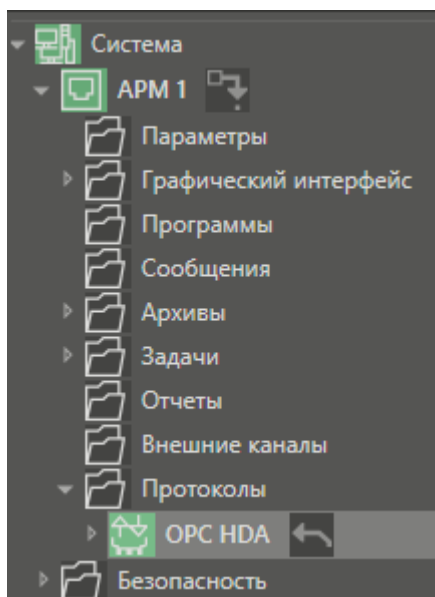 Система
АРМ 1
Параметры
Графический интерфейс
Программы
Сообщения
Архивы
Задачи
Отчеты
Внешние каналы
Протоколы
OPC HDA
Безопасность